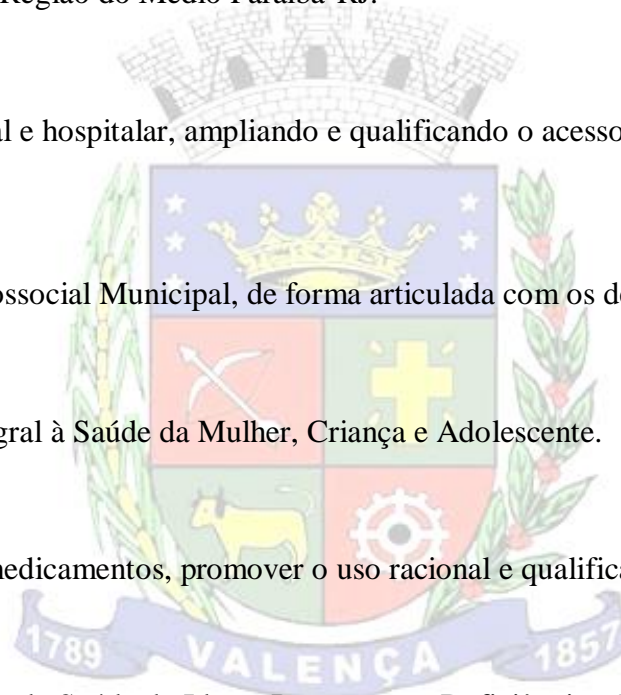 Região do Médio Paraíba-RJ.
al e hospitalar, ampliando e qualificando o acesso
ossocial Municipal, de forma articulada com os de
gral à Saúde da Mulher, Criança e Adolescente.
medicamentos, promover o uso racional e qualifica
1789 VALENÇA 1857